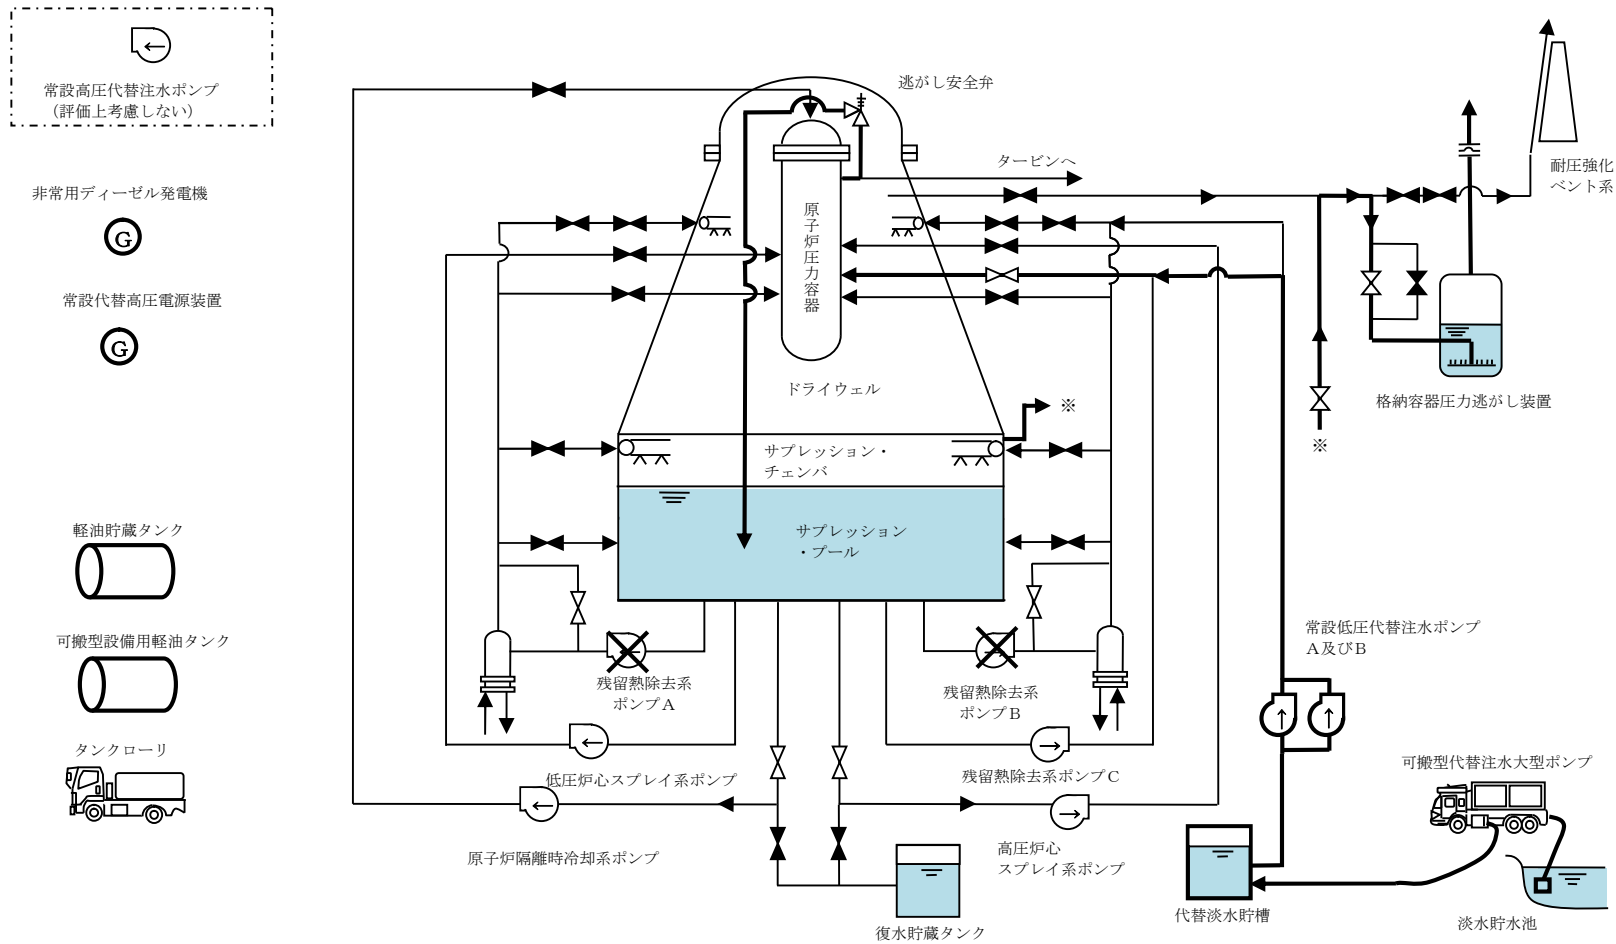 常設高圧代替注水ポンプ
（評価上考慮しない）
非常用ディーゼル発電機
G
常設代替高圧電源装置
G
軽油貯蔵タンク
可搬型設備用軽油タンク
タンクローリ
逃がし安全弁
タービンへ
原子炉圧力容器
ドライウェル
サプレッション・
チェンバ
サプレッション
・プール
※
※
耐圧強化
ベント系
格納容器圧力逃がし装置
残留熱除去系
ポンプＡ
残留熱除去系
ポンプＢ
低圧炉心スプレイ系ポンプ
残留熱除去系ポンプＣ
原子炉隔離時冷却系ポンプ
高圧炉心
スプレイ系ポンプ
復水貯蔵タンク
常設低圧代替注水ポンプ
Ａ及びＢ
可搬型代替注水大型ポンプ
代替淡水貯槽
淡水貯水池